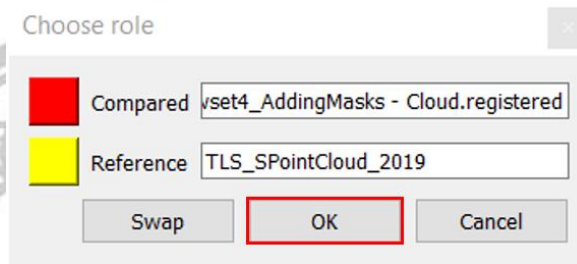 Choose role
Compared vset4_AddingMasks - Cloud.registered
Reference TLS_SPointCloud_2019
Swap OK Cancel